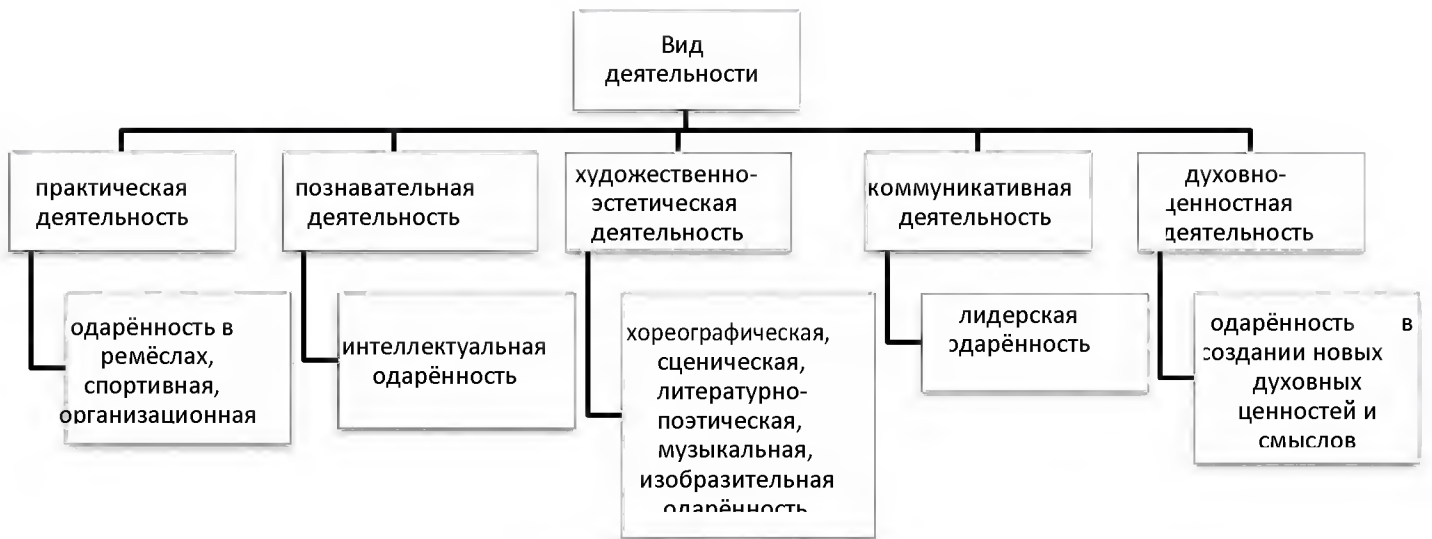 Вид
деятельности
практическая
деятельность
познавательная
деятельность
художественно-
эстетическая
деятельность
коммуникативная
деятельность
духовно-
ценностная
деятельность
одарённость в
ремёслах,
спортивная,
организационная
интеллектуальная
одарённость
хореографическая,
сценическая,
литературно-
поэтическая,
музыкальная,
изобразительная
одарённость
лидерская
одарённость
одарённость в
создании новых
духовных
ценностей и
смыслов